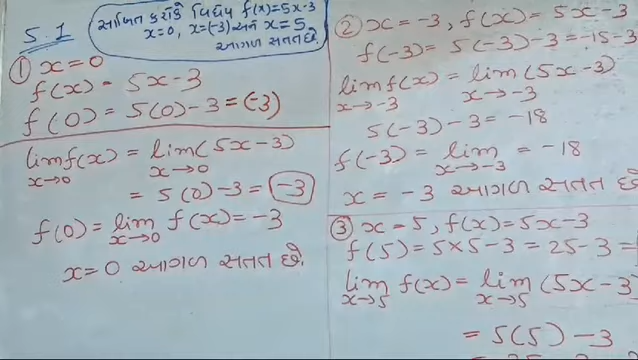 5.1
સાબિત કરોકે વિધેય f(x)=5x-3
x=0, x=(-3) અને x=5
આગળ સતત છે.
① x=0
f(x) = 5x-3
f(0) = 5(0)-3 = (-3)
lim f(x) = lim (5x-3)
x→0 x→0
= 5(0)-3 = -3
f(0) = lim f(x) = -3
x→0
x=0 આગળ સતત છે.
② x = -3, f(x) = 5x-3
f(-3) = 5(-3)-3 = -15-3
lim f(x) = lim (5x-3)
x→-3 x→-3
5(-3)-3 = -18
f(-3) = lim = -18
x→-3
x = -3 આગળ સતત છે
③ x = 5, f(x) = 5x-3
f(5) = 5×5-3 = 25-3 =
lim f(x) = lim (5x-3
x→5 x→5
= 5(5) -3